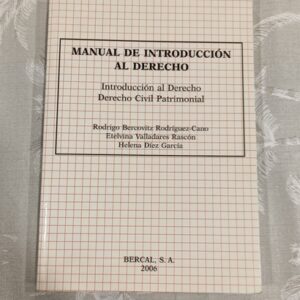 MANUAL DE INTRODUCCIÓN
AL DERECHO
Introducción al Derecho
Derecho Civil Patrimonial
Rodrigo Bercovitz Rodríguez-Cano
Etelvina Valladares Rascón
Helena Díez García
BERCAL, S. A.
2006